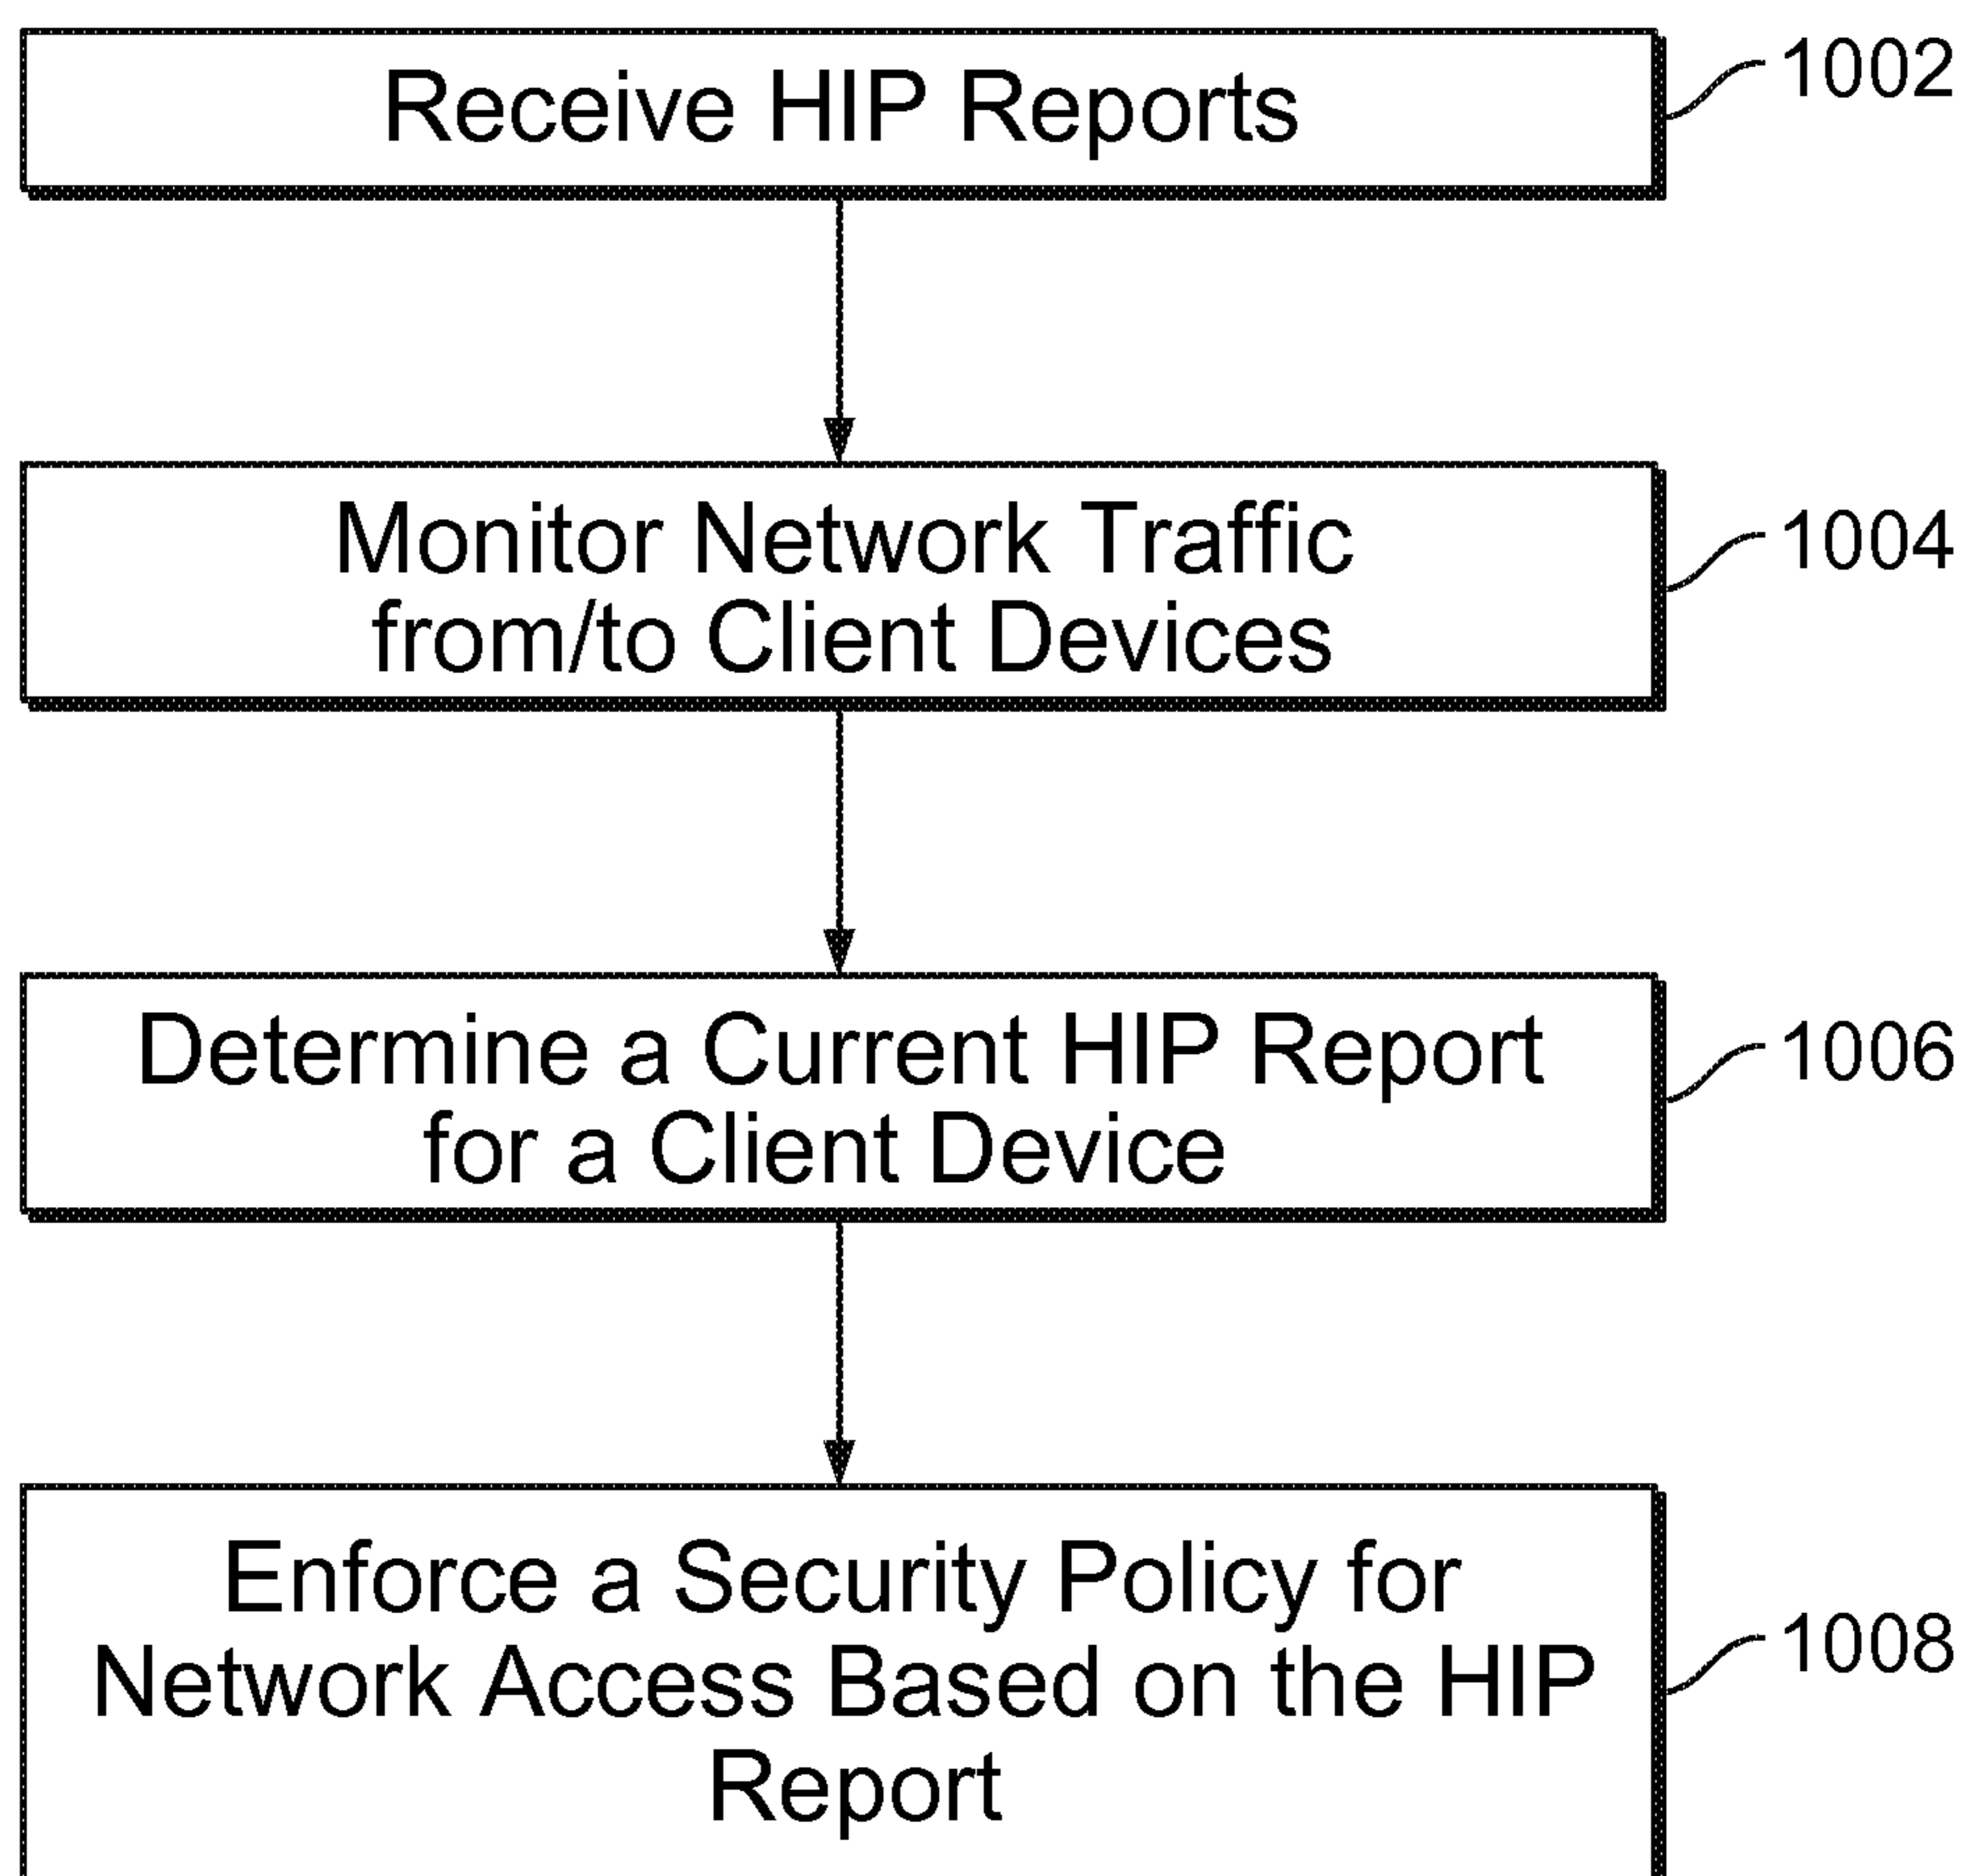 Receive HIP Reports
1002
Monitor Network Traffic
from/to Client Devices
1004
Determine a Current HIP Report
for a Client Device
1006
Enforce a Security Policy for
Network Access Based on the HIP
Report
1008